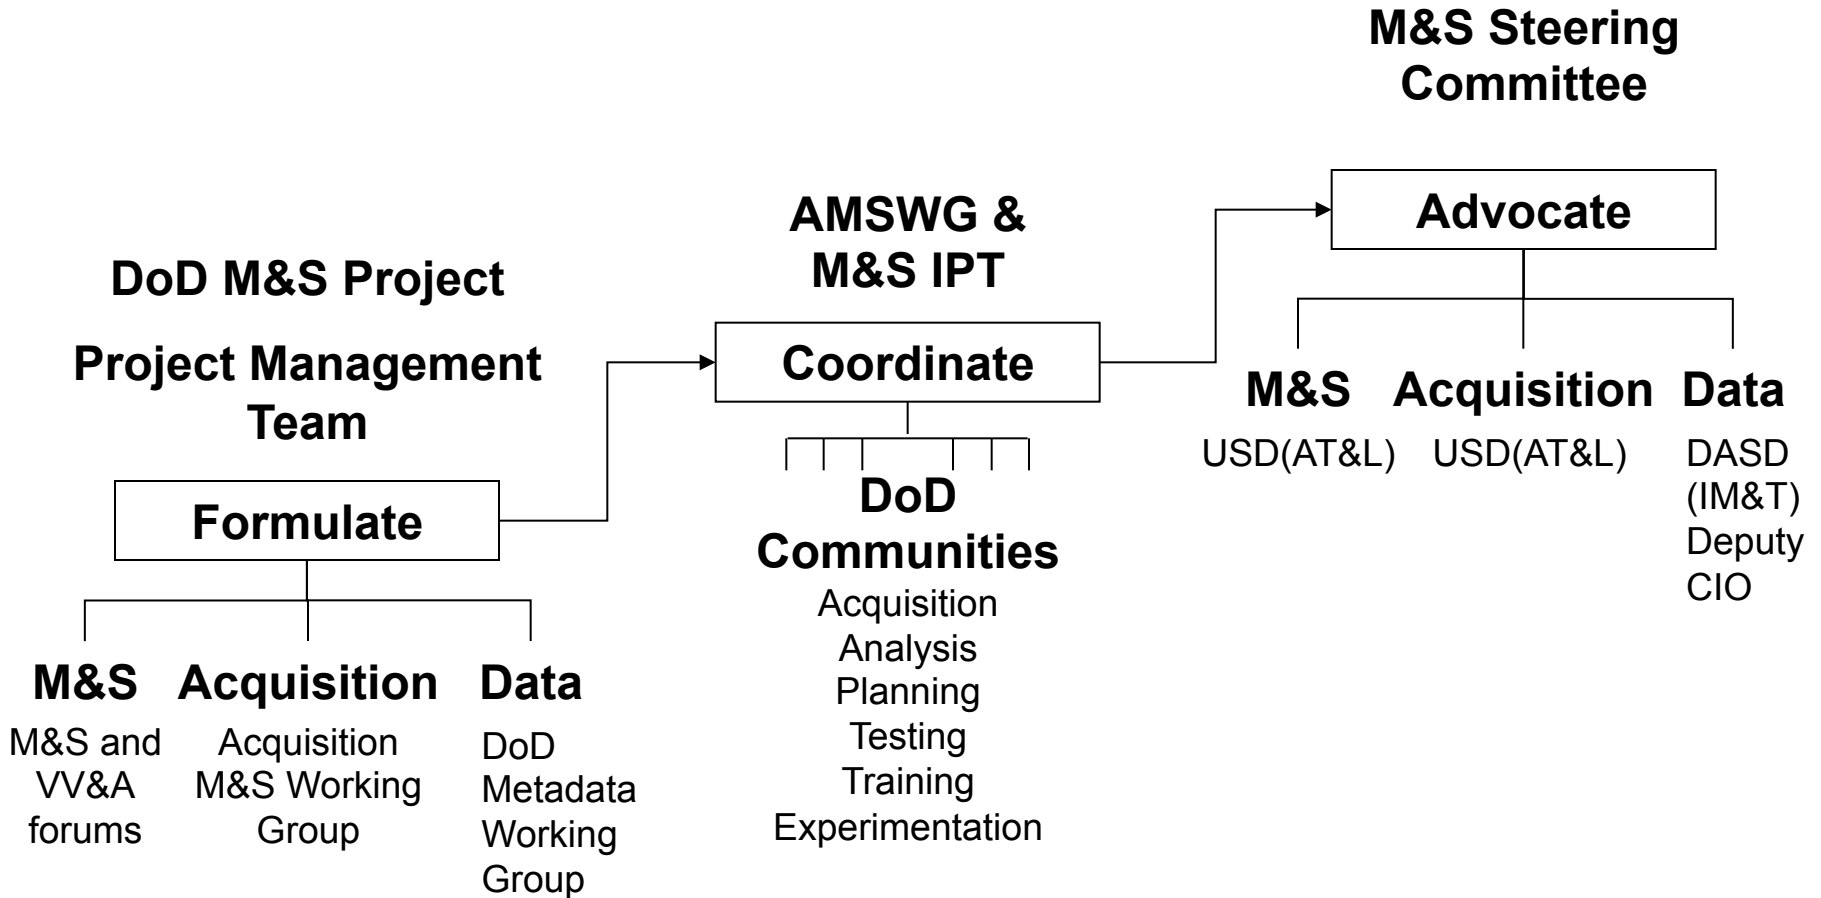 M&S Steering
Committee
Advocate
M&S
Acquisition
Data
USD(AT&L)
USD(AT&L)
DASD
(IM&T)
Deputy
CIO
AMSWG &
M&S IPT
Coordinate
DoD
Communities
Acquisition
Analysis
Planning
Testing
Training
Experimentation
DoD M&S Project
Project Management
Team
Formulate
M&S
Acquisition
Data
M&S and
VV&A
forums
Acquisition
M&S Working
Group
DoD
Metadata
Working
Group